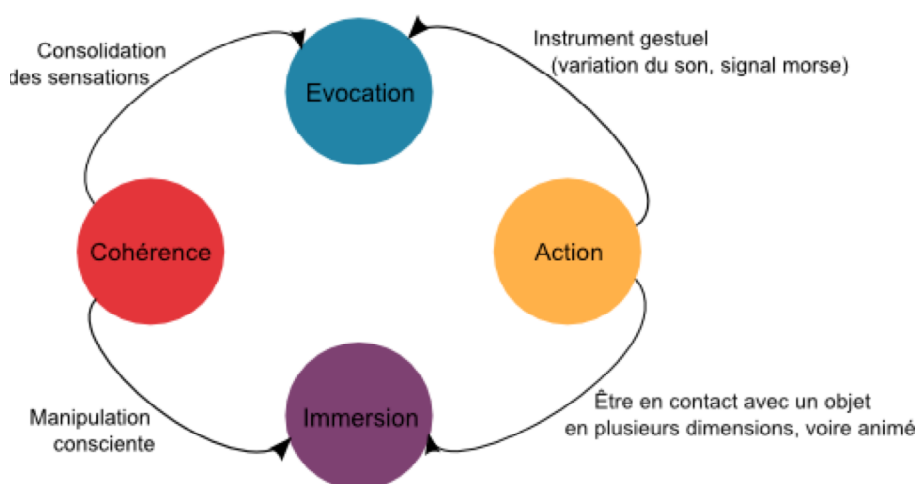 Instrument gestuel
(variation du son, signal morse)
Consolidation
des sensations
Evocation
Cohérence
Action
Être en contact avec un objet
en plusieurs dimensions, voire animé
Manipulation
consciente
Immersion